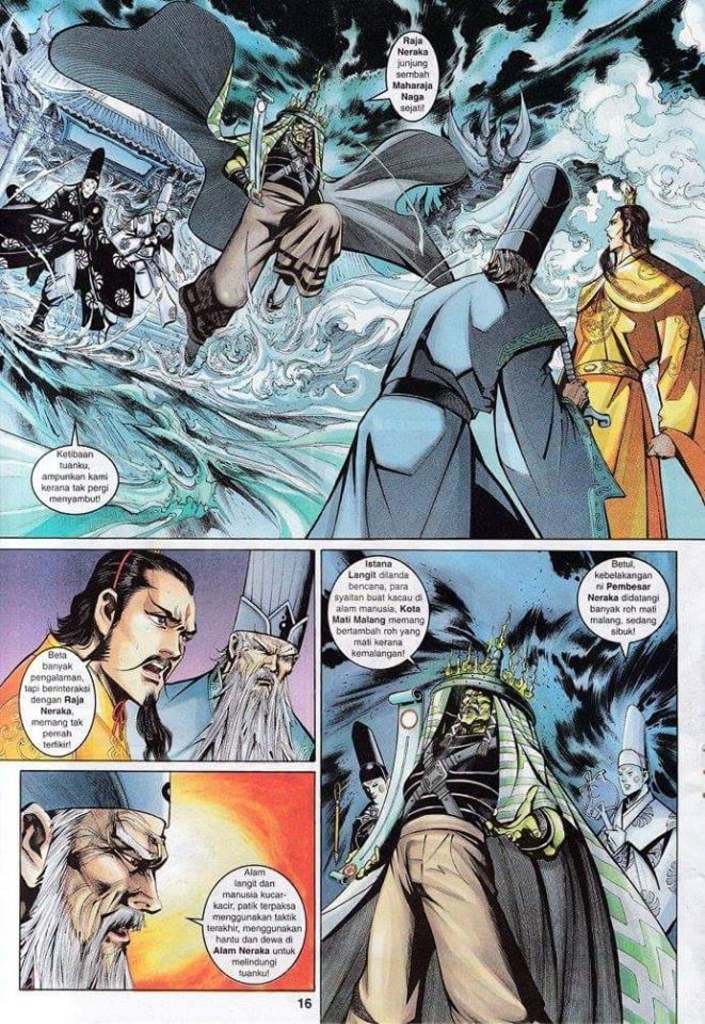 Raja
Neraka
junjung
sembah
Maharaja
Naga
sejati!
Ketibaan
tuanku,
ampunkan kami
kerana tak pergi
menyambut!
Beta
banyak
pengalaman,
tapi berinteraksi
dengan Raja
Neraka,
memang tak
pernah
terfikir!
Istana
Langit dilanda
bencana, para
syaitan buat kacau di
alam manusia, Kota
Mati Malang memang
bertambah roh yang
mati kerana
kemalangan!
Betul,
kebelakangan
ni Pembesar
Neraka didatangi
banyak roh mati
malang, sedang
sibuk!
Alam
langit dan
manusia kucar-
kacir, patik terpaksa
menggunakan taktik
terakhir, menggunakan
hantu dan dewa di
Alam Neraka untuk
melindungi
tuanku!
16